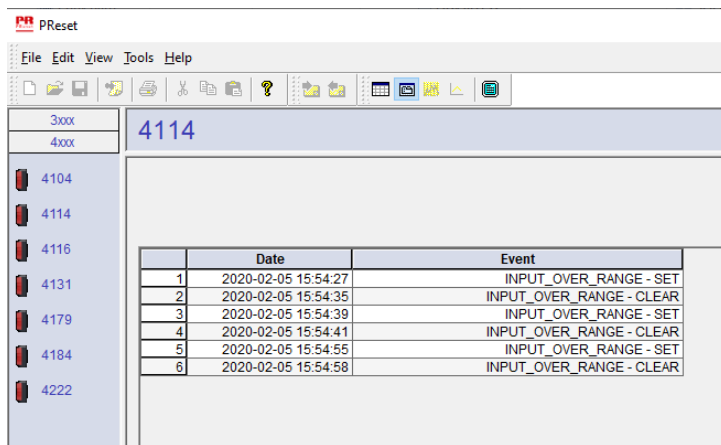 PR PReset
File Edit View Tools Help
3xxx
4xxx
4114
4104
4114
4116
4131
4179
4184
4222
Date Event
1 2020-02-05 15:54:27 INPUT_OVER_RANGE - SET
2 2020-02-05 15:54:35 INPUT_OVER_RANGE - CLEAR
3 2020-02-05 15:54:39 INPUT_OVER_RANGE - SET
4 2020-02-05 15:54:41 INPUT_OVER_RANGE - CLEAR
5 2020-02-05 15:54:55 INPUT_OVER_RANGE - SET
6 2020-02-05 15:54:58 INPUT_OVER_RANGE - CLEAR